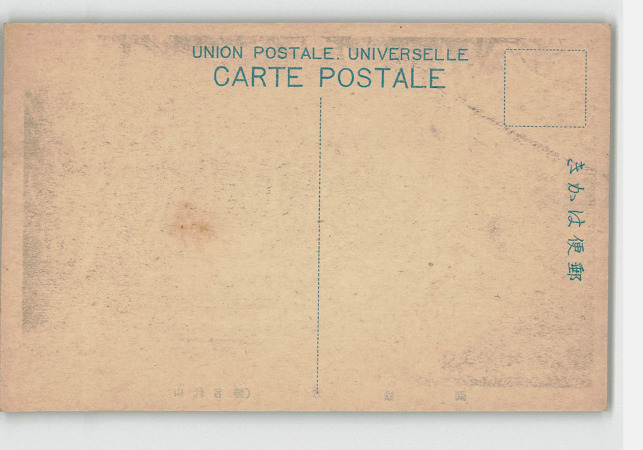 UNION POSTALE UNIVERSELLE
CARTE POSTALE
郵便はかき